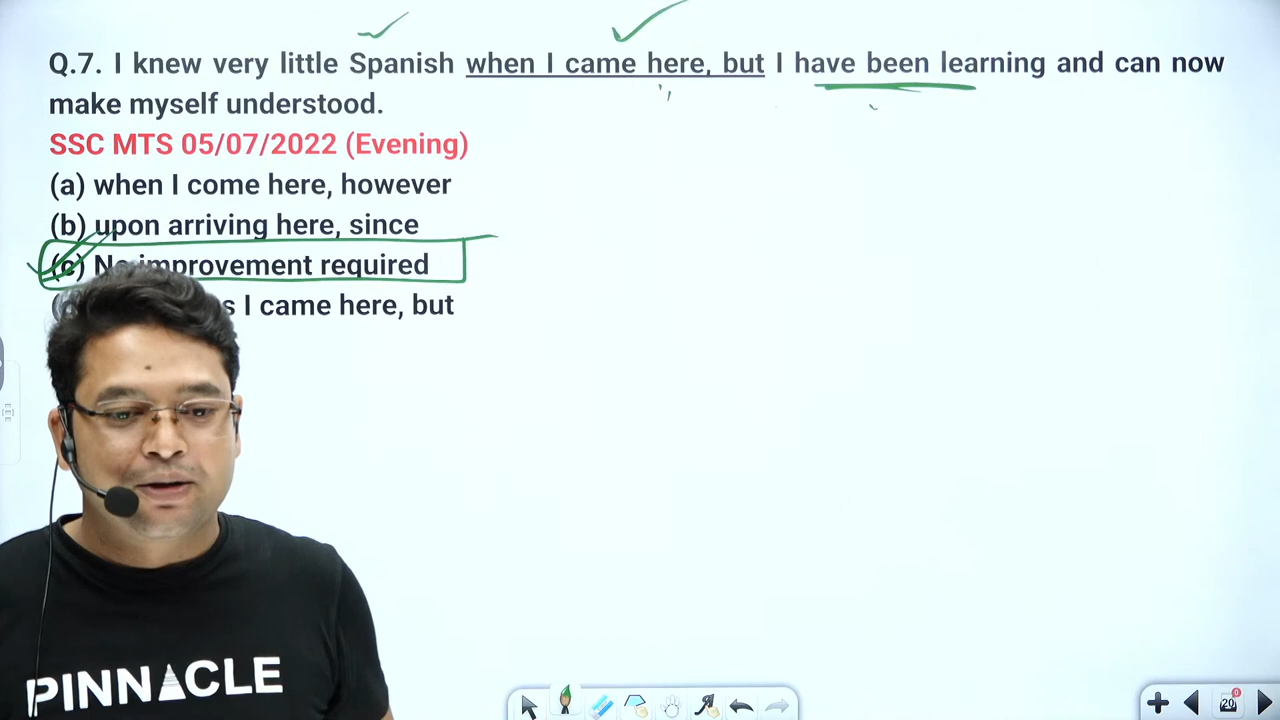 Q.7. I knew very little Spanish when I came here, but I have been learning and can now
make myself understood.
SSC MTS 05/07/2022 (Evening)
(a) when I come here, however
(b) upon arriving here, since
(c) No improvement required
I came here, but
PINNACLE
20